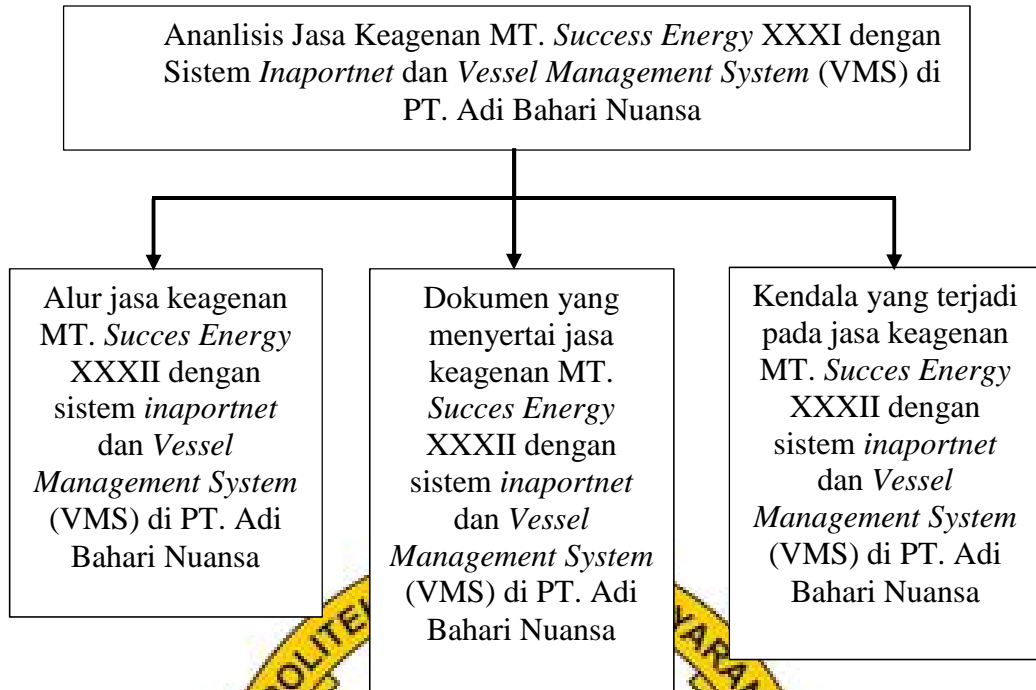 Ananlisis Jasa Keagenan MT. Success Energy XXXI dengan
Sistem Inaportnet dan Vessel Management System (VMS) di
PT. Adi Bahari Nuansa
Alur jasa keagenan
MT. Succes Energy
XXXII dengan
sistem inaportnet
dan Vessel
Management System
(VMS) di PT. Adi
Bahari Nuansa
Dokumen yang
menyertai jasa
keagenan MT.
Succes Energy
XXXII dengan
sistem inaportnet
dan Vessel
Management System
(VMS) di PT. Adi
Bahari Nuansa
Kendala yang terjadi
pada jasa keagenan
MT. Succes Energy
XXXII dengan
sistem inaportnet
dan Vessel
Management System
(VMS) di PT. Adi
Bahari Nuansa